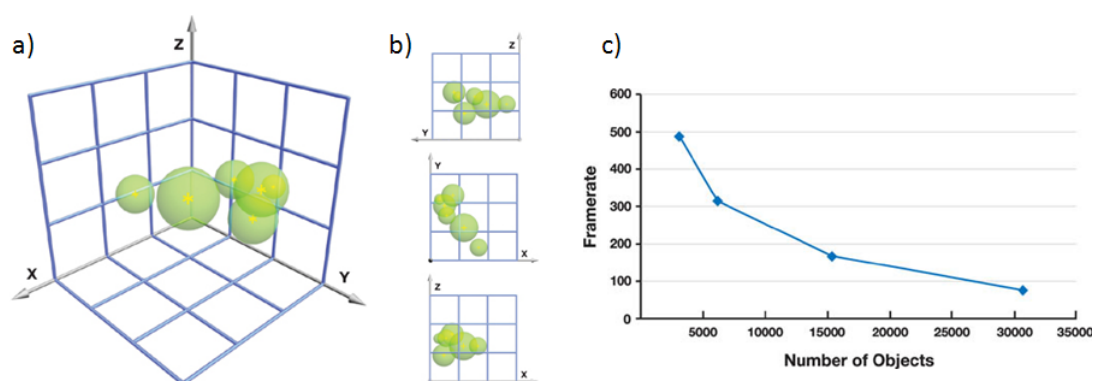 a)
Z
X
Y
b)
Z
Y
Y
X
Z
X
c)
600
500
400
300
200
100
0
Framerate
5000 10000 15000 20000 25000 30000 35000
Number of Objects